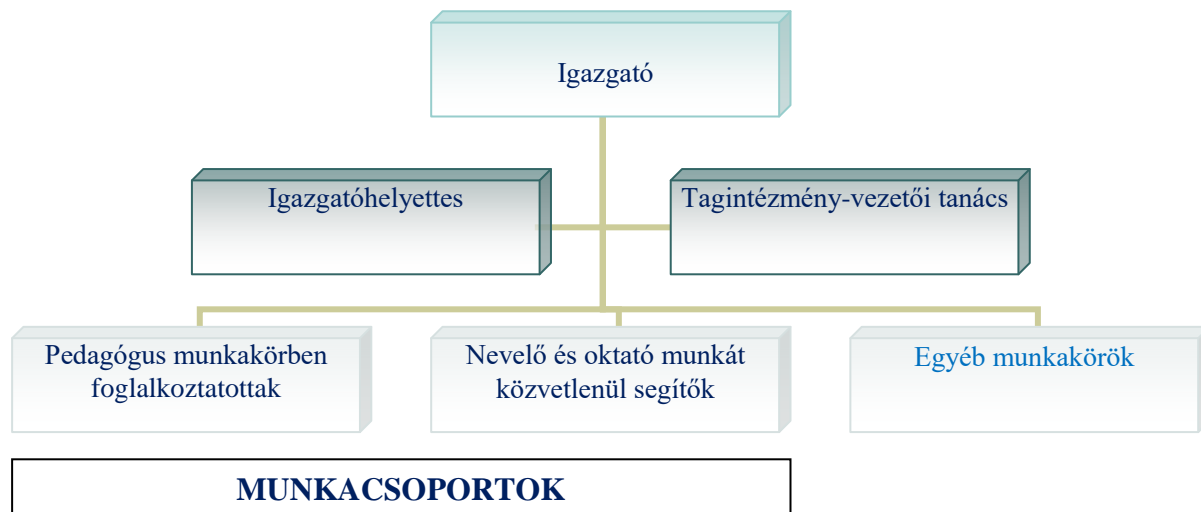 Igazgató
Igazgatóhelyettes
Tagintézmény-vezetői tanács
Pedagógus munkakörben
foglalkoztatottak
Nevelő és oktató munkát
közvetlenül segítők
Egyéb munkakörök
MUNKACSOPORTOK